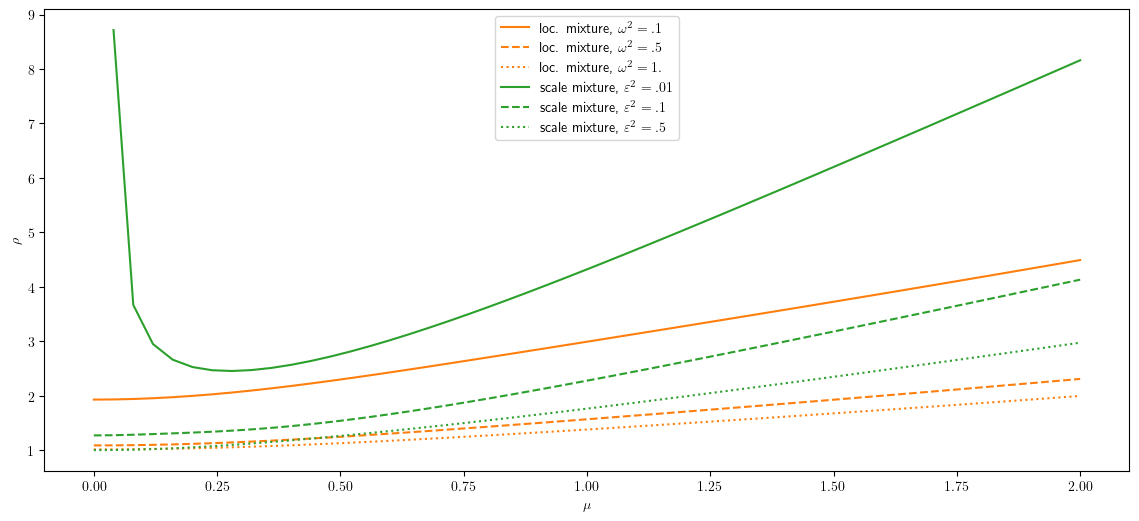 9
8
7
6
5
4
3
2
1
ρ
loc. mixture, ω² = .1
loc. mixture, ω² = .5
loc. mixture, ω² = 1.
scale mixture, ε² = .01
scale mixture, ε² = .1
scale mixture, ε² = .5
0.00 0.25 0.50 0.75 1.00 1.25 1.50 1.75 2.00
μ